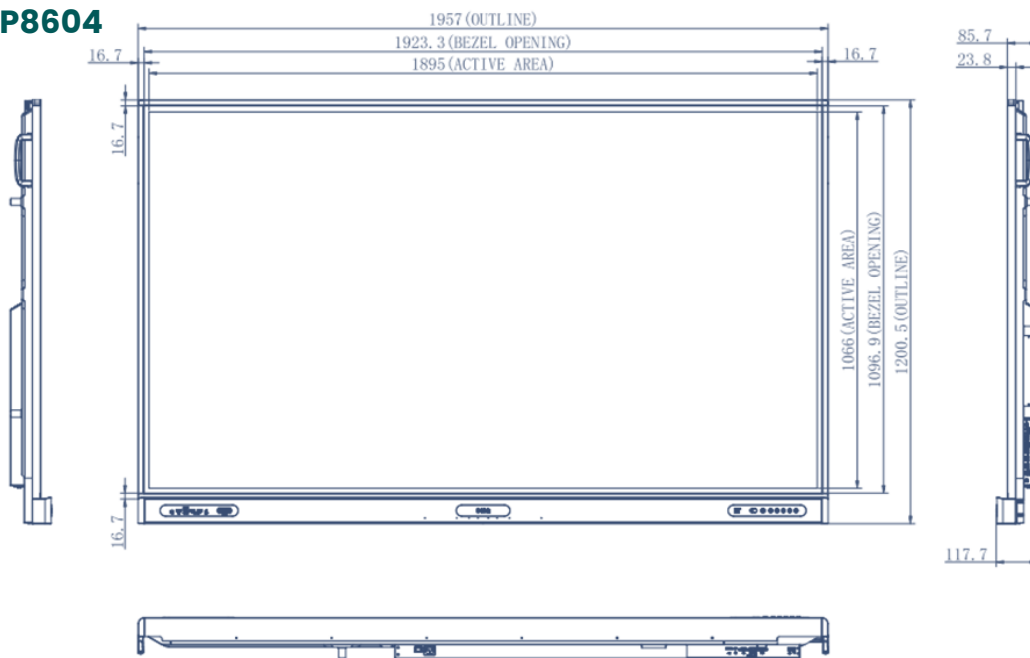 P8604
1957(OUTLINE)
1923.3(BEZEL OPENING)
1895(ACTIVE AREA)
16.7
16.7
85.7
23.8
16.7
1066(ACTIVE AREA)
1096.9(BEZEL OPENING)
1200.5(OUTLINE)
16.7
117.7